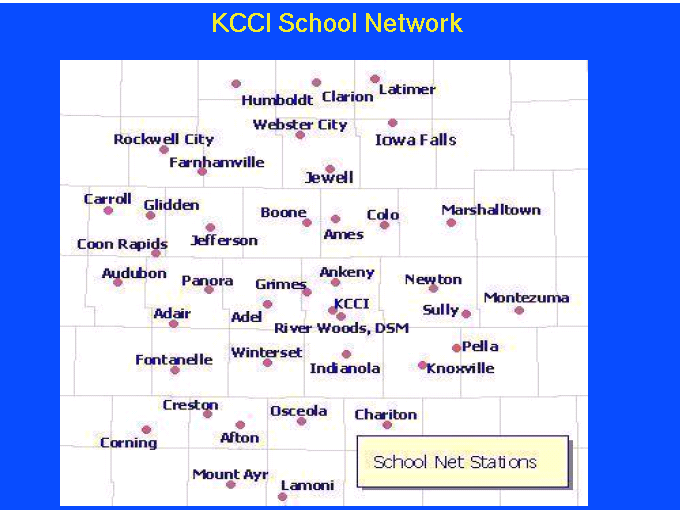 KCCI School Network
Humboldt
Clarion
Latimer
Webster City
Iowa Falls
Rockwell City
Farnhamville
Jewell
Carroll
Glidden
Boone
Ames
Colo
Marshalltown
Coon Rapids
Jefferson
Audubon
Panora
Grimes
Ankeny
Newton
Montezuma
Adair
Adel
KCCI
Sully
River Woods, DSM
Fontanelle
Winterset
Indianola
Pella
Knoxville
Creston
Osceola
Chariton
Corning
Afton
School Net Stations
Mount Ayr
Lamoni